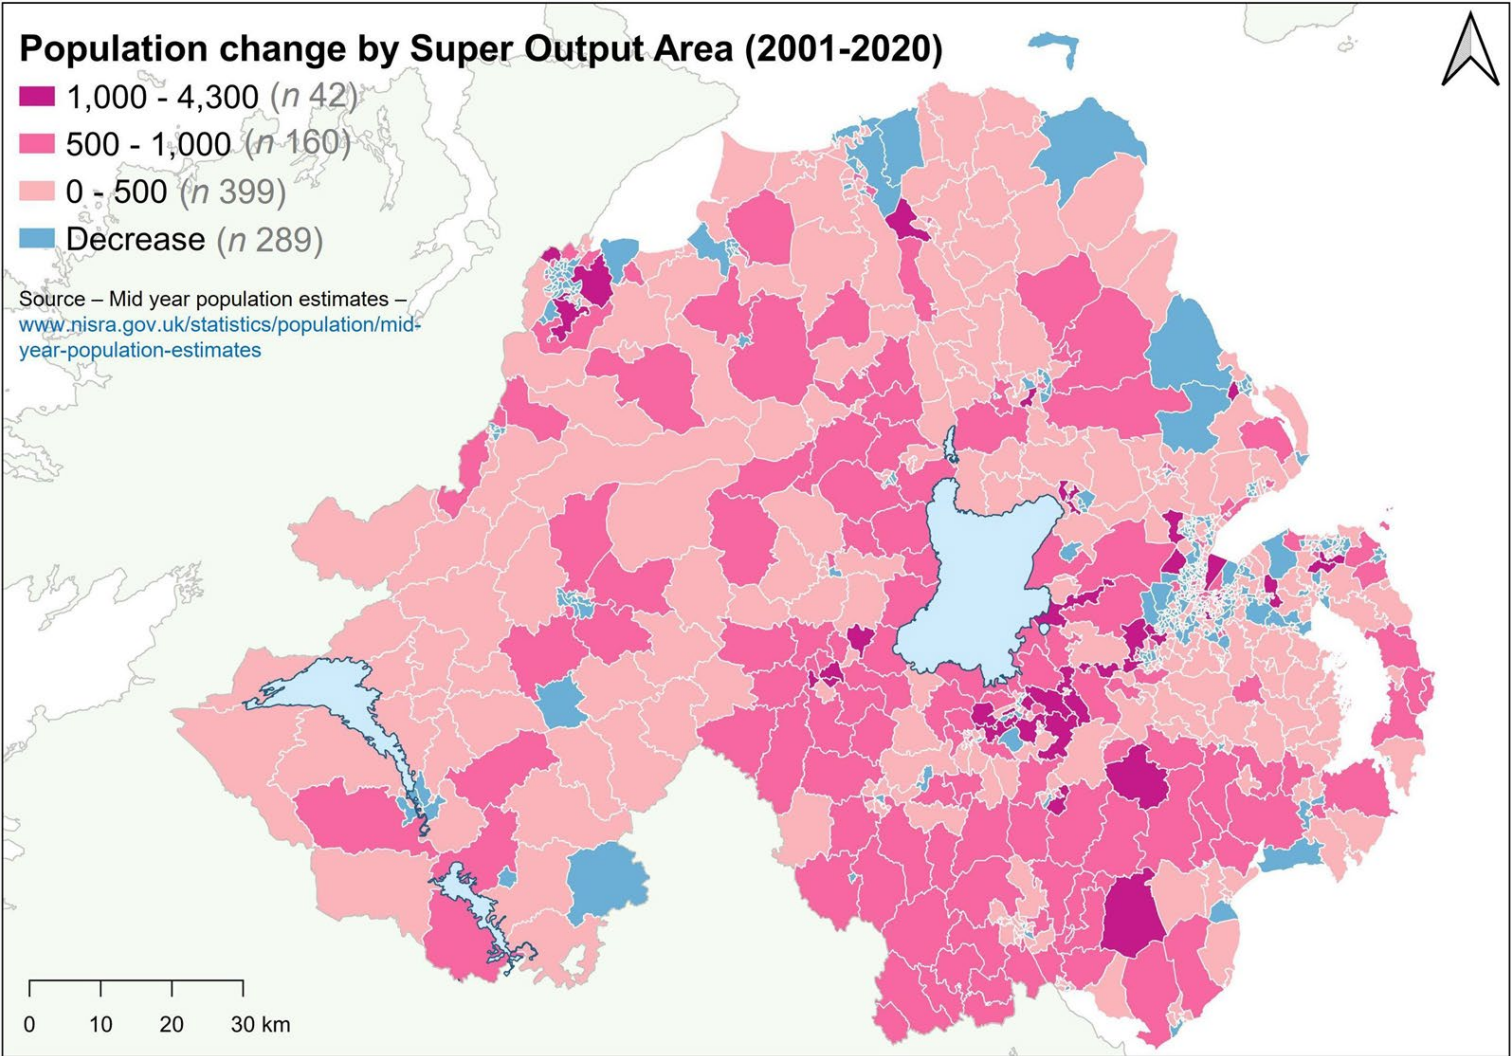 Population change by Super Output Area (2001-2020)
1,000 - 4,300 (n 42)
500 - 1,000 (n 160)
0 - 500 (n 399)
Decrease (n 289)
Source – Mid year population estimates –
www.nisra.gov.uk/statistics/population/mid-
year-population-estimates
0 10 20 30 km